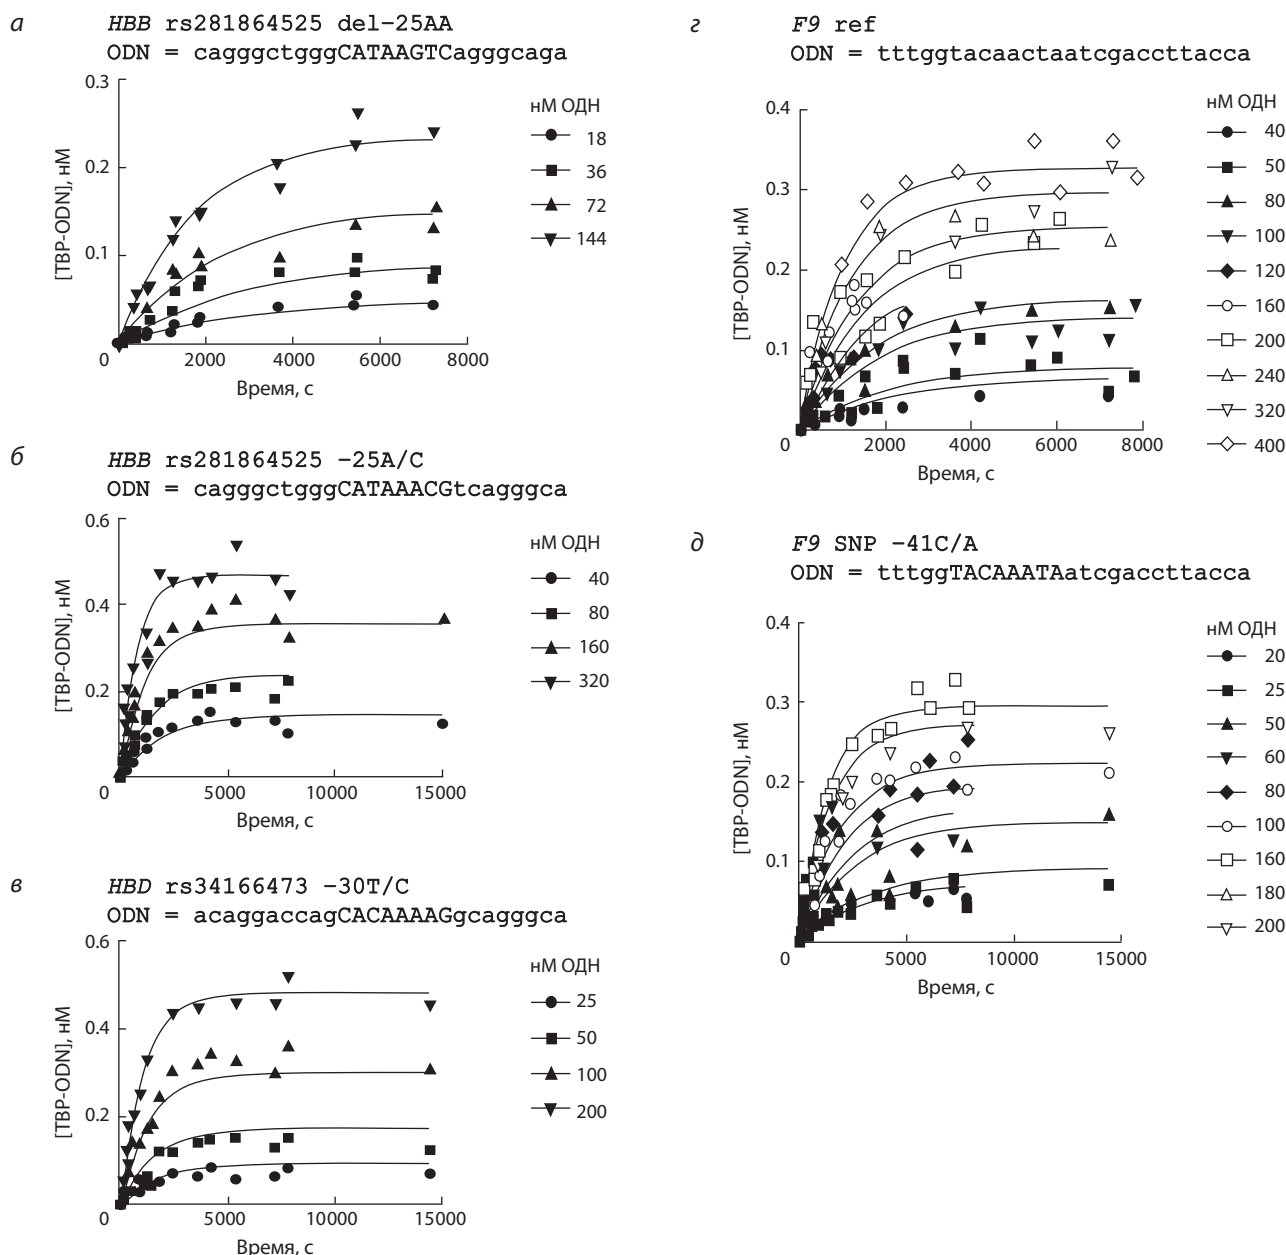 а
HBB rs281864525 del-25AA
ODN = cagggctgggCATAAGTCagggcaga
0.3
0.2
0.1
0
2000
4000
6000
8000
[TBP-ODN], нМ
Время, с
нМ ОДН
18
36
72
144
б
HBB rs281864525 -25A/C
ODN = cagggctgggCATAAACGtcagggca
0.6
0.4
0.2
0
5000
10000
15000
[TBP-ODN], нМ
Время, с
нМ ОДН
40
80
160
320
в
HBD rs34166473 -30T/C
ODN = acaggaccagCACAAAAGgcagggca
0.6
0.4
0.2
0
5000
10000
15000
[TBP-ODN], нМ
Время, с
нМ ОДН
25
50
100
200
г
F9 ref
ODN = tttggtacaactaatcgaccttacca
0.4
0.3
0.2
0.1
0
2000
4000
6000
8000
[TBP-ODN], нМ
Время, с
нМ ОДН
40
50
80
100
120
160
200
240
320
400
д
F9 SNP -41C/A
ODN = tttggTACAAATAatcgaccttacca
0.4
0.3
0.2
0.1
0
5000
10000
15000
[TBP-ODN], нМ
Время, с
нМ ОДН
20
25
50
60
80
100
160
180
200